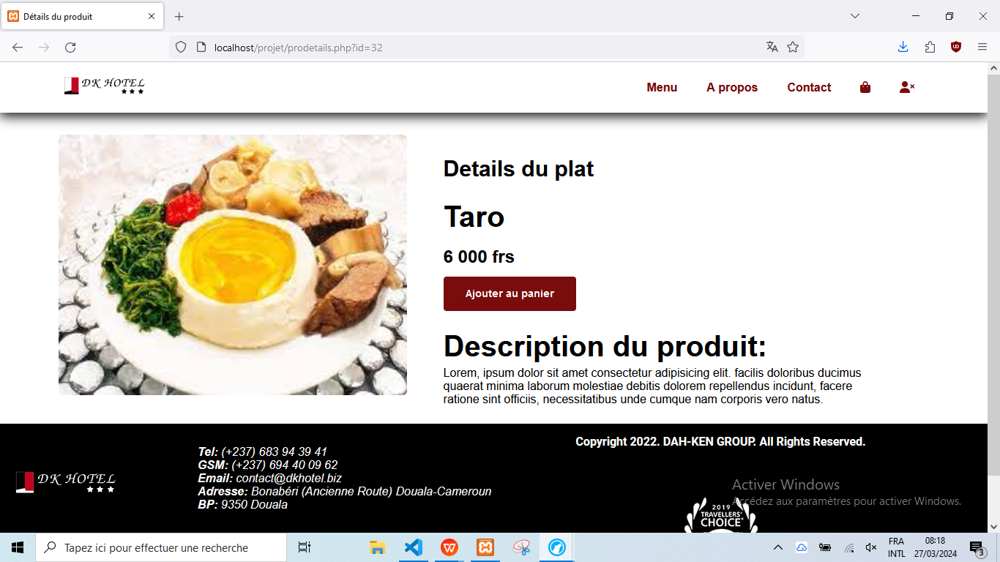 Détails du produit
localhost/projet/prodetails.php?id=32
DK HOTEL
Menu
A propos
Contact
Details du plat
Taro
6 000 frs
Ajouter au panier
Description du produit:
Lorem, ipsum dolor sit amet consectetur adipisicing elit. facilis doloribus ducimus
quaerat minima laborum molestiae debitis dolorem repellendus incidunt, facere
ratione sint officiis, necessitatibus unde cumque nam corporis vero natus.
DK HOTEL
Tel: (+237) 683 94 39 41
GSM: (+237) 694 40 09 62
Email: contact@dkhotel.biz
Adresse: Bonabéri (Ancienne Route) Douala-Cameroun
BP: 9350 Douala
Copyright 2022. DAH-KEN GROUP. All Rights Reserved.
2019
TRAVELLERS'
CHOICE
Activer Windows
Accédez aux paramètres pour activer Windows.
Tapez ici pour effectuer une recherche
FRA
INTL
08:18
27/03/2024
3